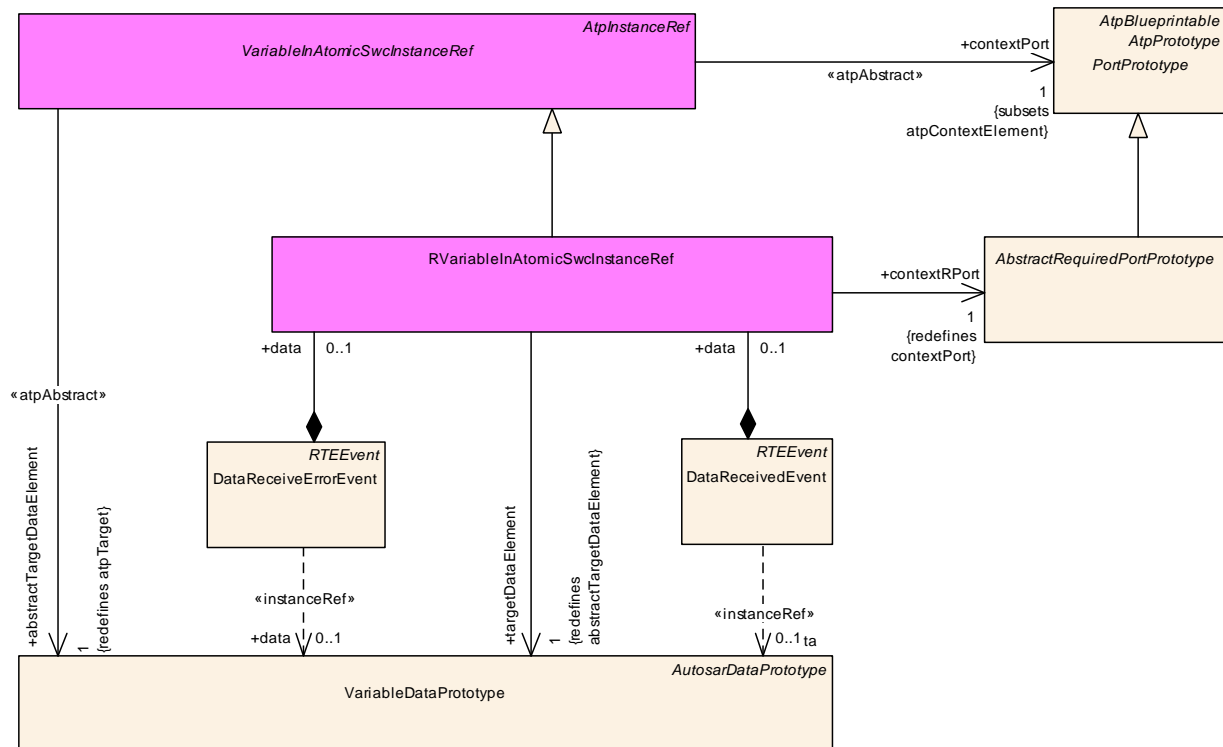 AtpInstanceRef
VariableInAtomicSwcInstanceRef
AtpBlueprintable
AtpPrototype
PortPrototype
+contextPort
«atpAbstract»
1
{subsets
atpContextElement}
RVariableInAtomicSwcInstanceRef
AbstractRequiredPortPrototype
+contextRPort
1
{redefines
contextPort}
+data 0..1
+data 0..1
«atpAbstract»
RTEEvent
DataReceiveErrorEvent
RTEEvent
DataReceivedEvent
+abstractTargetDataElement
1
{redefines atpTarget}
+targetDataElement
1
{redefines
abstractTargetDataElement}
«instanceRef»
+data 0..1
«instanceRef»
0..1 ta
AutosarDataPrototype
VariableDataPrototype